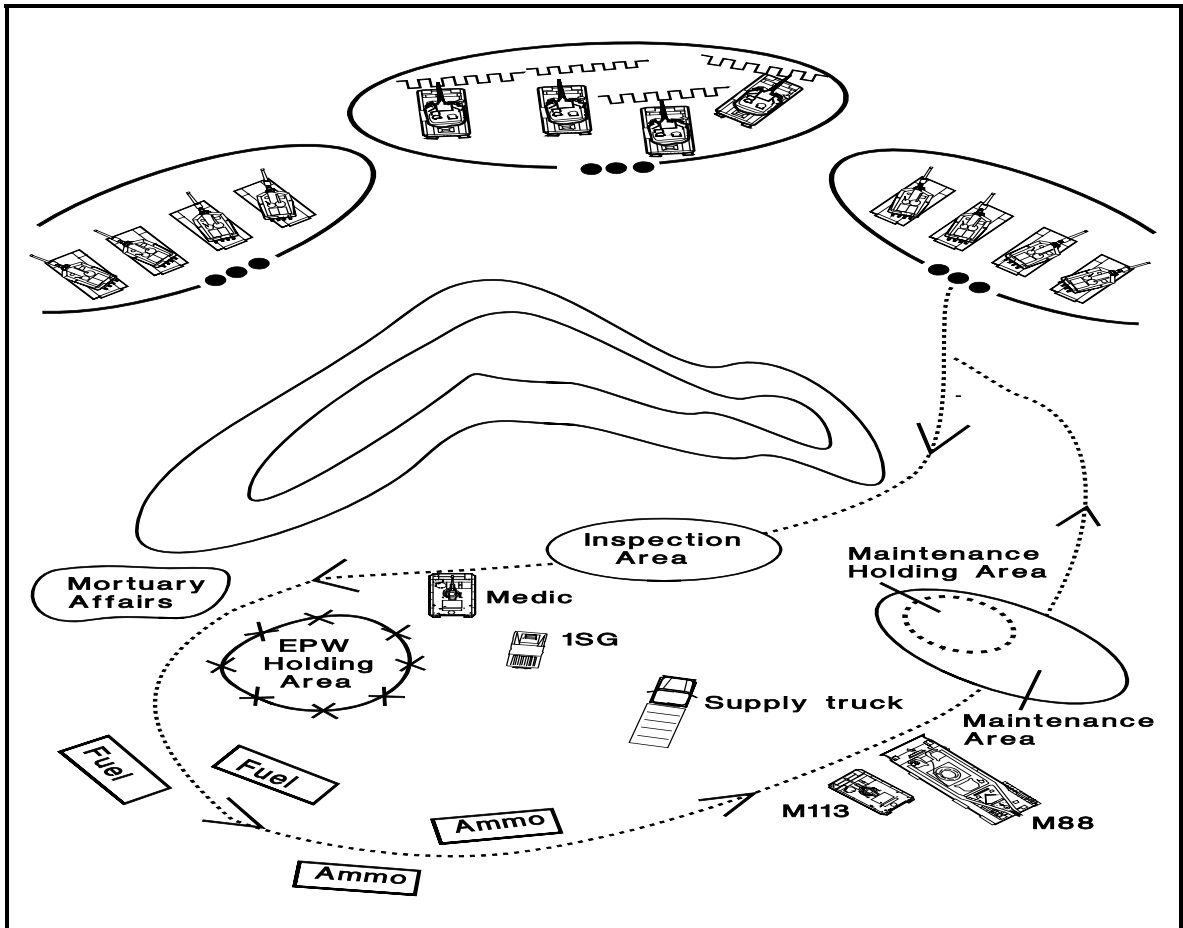 Inspection
Area
Maintenance
Holding Area
Mortuary
Affairs
Medic
EPW
Holding
Area
1SG
Supply truck
Maintenance
Area
Fuel
Fuel
M113
M88
Ammo
Ammo